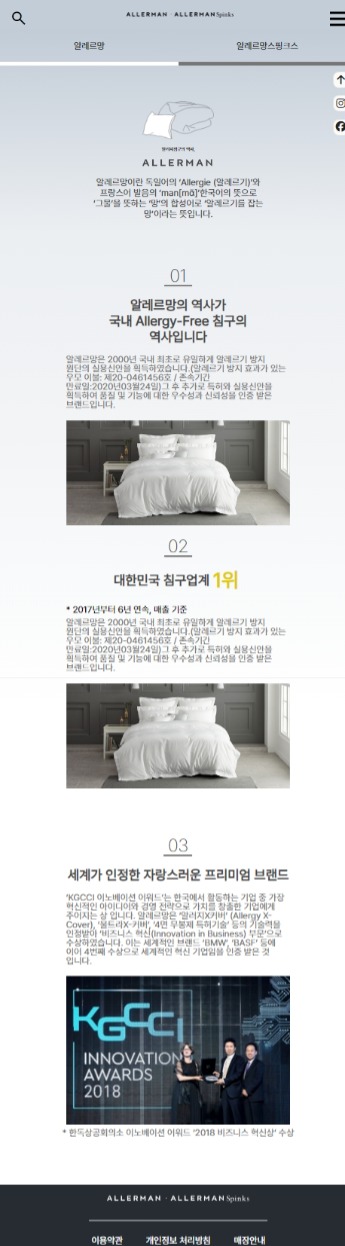 ALLERMAN · ALLERMAN Spinks
알레르망
알레르망스핑크스
ALLERMAN
알레르망이란 독일어의 'Allergie (알레르기)'와
프랑스어 발음의 'man[mã]'한국어의 뜻으로
'그물'을 뜻하는 '망'의 합성어로 '알레르기를 잡는
망'이라는 뜻입니다.
01
알레르망의 역사가
국내 Allergy-Free 침구의
역사입니다
알레르망은 2000년 국내 최초로 유일하게 알레르기 방지
원단의 실용신안을 획득하였습니다.(알레르기 방지 효과가 있는
우모 이불: 제20-0461456호 / 존속기간
만료일:2020년03월24일)그 후 추가로 특허와 실용신안을
획득하여 품질 및 기능에 대한 우수성과 신뢰성을 인증 받은
브랜드입니다.
02
대한민국 침구업계 1위
* 2017년부터 6년 연속, 매출 기준
알레르망은 2000년 국내 최초로 유일하게 알레르기 방지
원단의 실용신안을 획득하였습니다.(알레르기 방지 효과가 있는
우모 이불: 제20-0461456호 / 존속기간
만료일:2020년03월24일)그 후 추가로 특허와 실용신안을
획득하여 품질 및 기능에 대한 우수성과 신뢰성을 인증 받은
브랜드입니다.
03
세계가 인정한 자랑스러운 프리미엄 브랜드
'KGCCI 이노베이션 어워드'는 한국에서 활동하는 기업 중 가장
혁신적인 아이디어와 경영 전략으로 가치를 창출한 기업에게
주어지는 상 입니다. 알레르망은 '알러지X커버' (Allergy X-
Cover), '울트라X-커버', '4면 무봉제 특허기술' 등의 기술력을
인정받아 '비즈니스 혁신(Innovation in Business) 부문'으로
수상하였습니다. 이는 세계적인 브랜드 'BMW', 'BASF' 등에
이어 4번째 수상으로 세계적인 혁신 기업임을 인증 받은 것
입니다.
KGCCI
INNOVATION
AWARDS
2018
* 한독상공회의소 이노베이션 어워드 '2018 비즈니스 혁신상' 수상
ALLERMAN · ALLERMAN Spinks
이용약관 개인정보 처리방침 매장안내